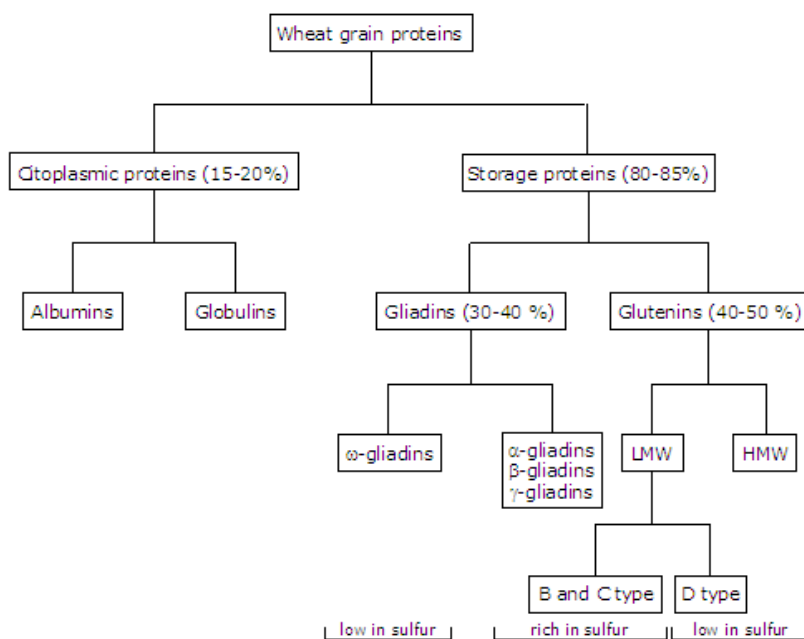 Wheat grain proteins
Citoplasmic proteins (15-20%)
Storage proteins (80-85%)
Albumins
Globulins
Gliadins (30-40 %)
Glutenins (40-50 %)
ω-gliadins
α-gliadins
β-gliadins
γ-gliadins
LMW
HMW
B and C type
D type
low in sulfur
rich in sulfur
low in sulfur